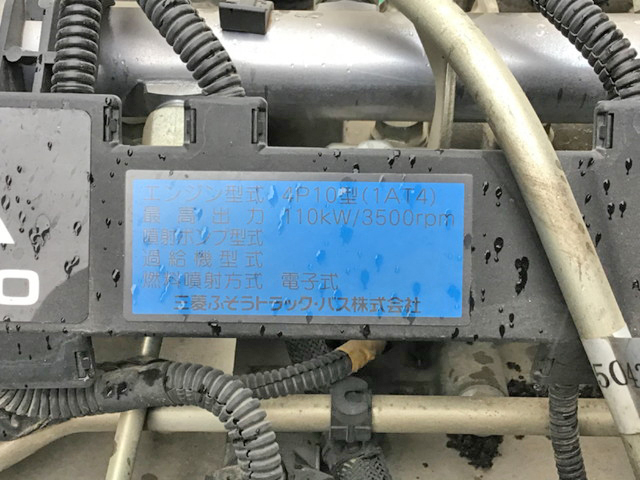 エンジン型式 4P10型(1AT4)
最高出力 110kW/3500rpm
噴射ポンプ型式
過給機型式
燃料噴射方式 電子式
三菱ふそうトラック・バス株式会社